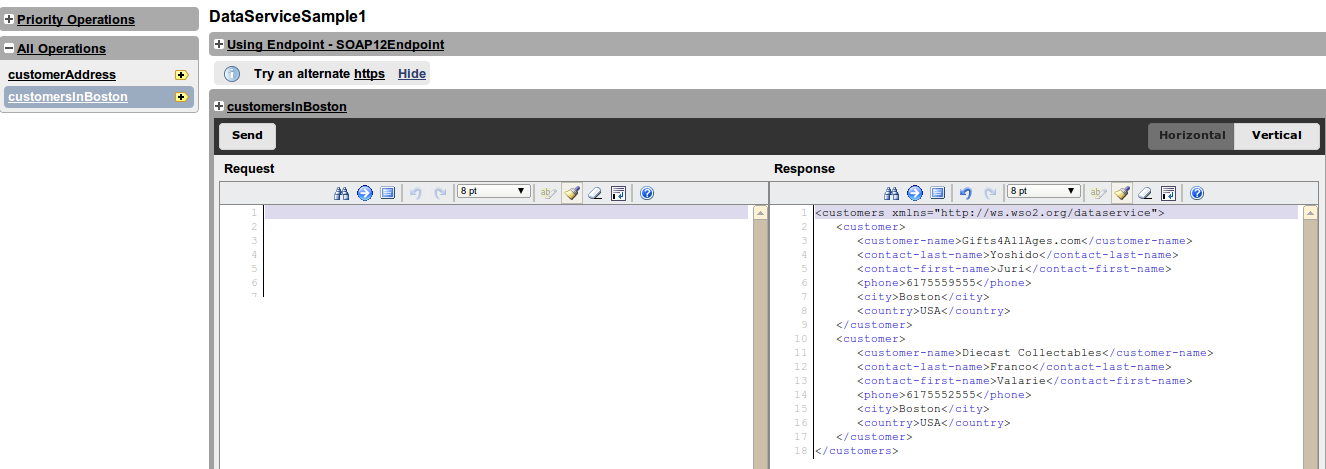 Priority Operations
All Operations
customerAddress
customersInBoston
DataServiceSample1
Using Endpoint - SOAP12Endpoint
Try an alternate https Hide
customersInBoston
Send
Horizontal Vertical
Request
8 pt
1
2
3
4
5
6
7
Response
8 pt
1 <customers xmlns="http://ws.wso2.org/dataservice">
2 <customer>
3 <customer-name>Gifts4AllAges.com</customer-name>
4 <contact-last-name>Yoshido</contact-last-name>
5 <contact-first-name>Juri</contact-first-name>
6 <phone>6175559555</phone>
7 <city>Boston</city>
8 <country>USA</country>
9 </customer>
10 <customer>
11 <customer-name>Diecast Collectables</customer-name>
12 <contact-last-name>Franco</contact-last-name>
13 <contact-first-name>Valarie</contact-first-name>
14 <phone>6175552555</phone>
15 <city>Boston</city>
16 <country>USA</country>
17 </customer>
18 </customers>